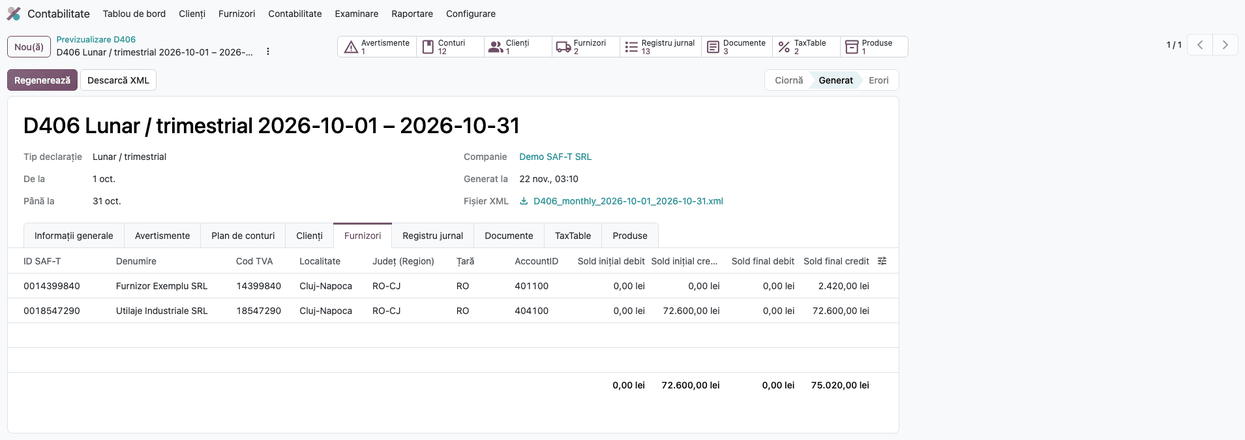 Contabilitate Tablou de bord Clienți Furnizori Contabilitate Examinare Raportare Configurare
Nou(ă)
Previzualizare D406
D406 Lunar / trimestrial 2026-10-01 – 2026-...
Avertismente
1
Conturi
12
Clienți
1
Furnizori
2
Registru jurnal
13
Documente
3
TaxTable
2
Produse
1
1 / 1
Regenerează Descarcă XML
Ciornă Generat Erori
D406 Lunar / trimestrial 2026-10-01 – 2026-10-31
Tip declarație Lunar / trimestrial Companie Demo SAF-T SRL
De la 1 oct. Generat la 22 nov., 03:10
Până la 31 oct. Fișier XML D406_monthly_2026-10-01_2026-10-31.xml
Informații generale Avertismente Plan de conturi Clienți Furnizori Registru jurnal Documente TaxTable Produse
ID SAF-T Denumire Cod TVA Localitate Județ (Region) Țară AccountID Sold inițial debit Sold inițial cre... Sold final debit Sold final credit
0014399840 Furnizor Exemplu SRL 14399840 Cluj-Napoca RO-CJ RO 401100 0,00 lei 0,00 lei 0,00 lei 2.420,00 lei
0018547290 Utilaje Industriale SRL 18547290 Cluj-Napoca RO-CJ RO 404100 0,00 lei 72.600,00 lei 0,00 lei 72.600,00 lei
0,00 lei 72.600,00 lei 0,00 lei 75.020,00 lei